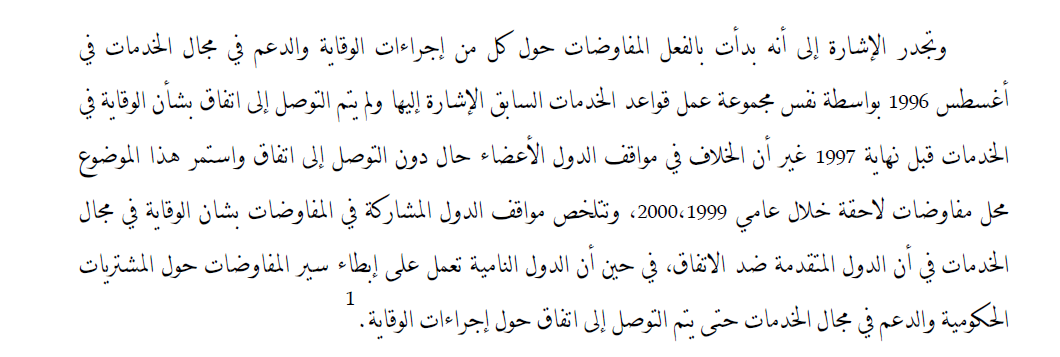 وتجدر الإشارة إلى أنه بدأت بالفعل المفاوضات حول كل من إجراءات الوقاية والدعم في مجال الخدمات في
أغسطس 1996 بواسطة نفس مجموعة عمل قواعد الخدمات السابق الإشارة إليها ولم يتم التوصل إلى اتفاق بشأن الوقاية في
الخدمات قبل نهاية 1997 غير أن الخلاف في مواقف الدول الأعضاء حال دون التوصل إلى اتفاق واستمر هذا الموضوع
محل مفاوضات لاحقة خلال عامي 1999،2000، وتتلخص مواقف الدول المشاركة في المفاوضات بشان الوقاية في مجال
الخدمات في أن الدول المتقدمة ضد الاتفاق، في حين أن الدول النامية تعمل على إبطاء سير المفاوضات حول المشتريات
الحكومية والدعم في مجال الخدمات حتى يتم التوصل إلى اتفاق حول إجراءات الوقاية.1